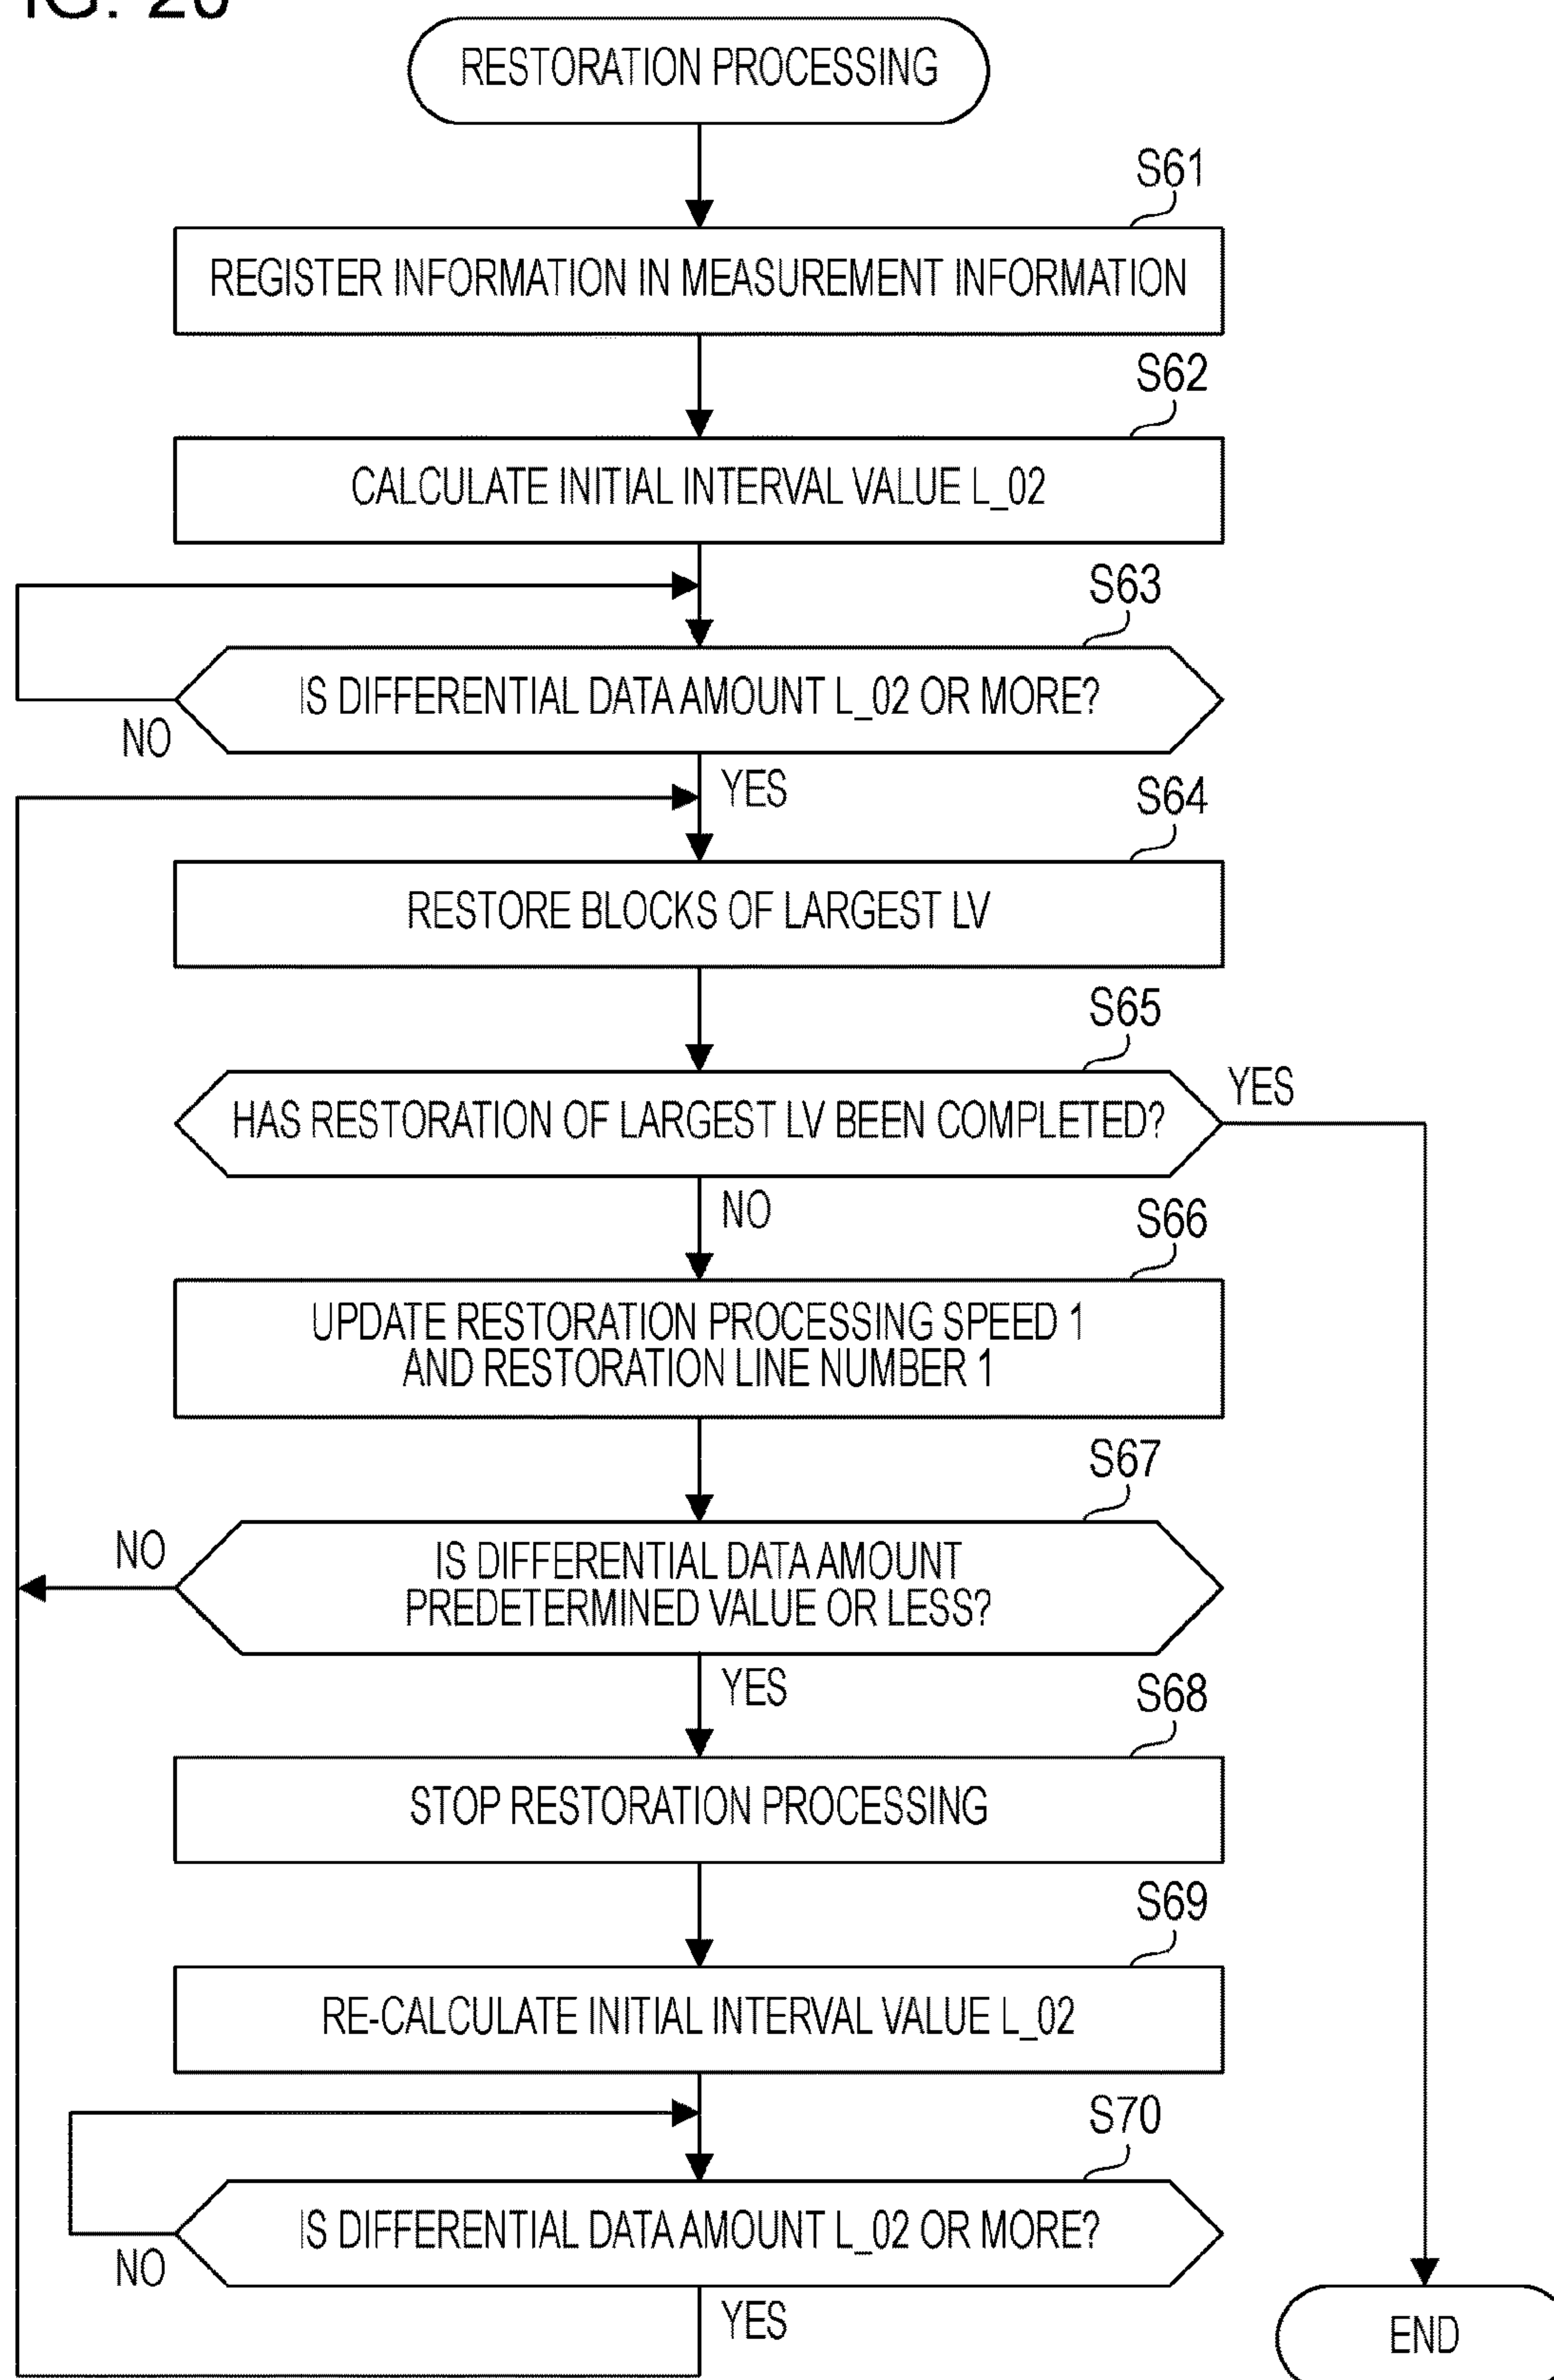 RESTORATION PROCESSING
S61
REGISTER INFORMATION IN MEASUREMENT INFORMATION
S62
CALCULATE INITIAL INTERVAL VALUE L_02
S63
IS DIFFERENTIAL DATA AMOUNT L_02 OR MORE?
NO
YES
S64
RESTORE BLOCKS OF LARGEST LV
S65
HAS RESTORATION OF LARGEST LV BEEN COMPLETED?
YES
NO
S66
UPDATE RESTORATION PROCESSING SPEED 1
AND RESTORATION LINE NUMBER 1
S67
NO
IS DIFFERENTIAL DATA AMOUNT
PREDETERMINED VALUE OR LESS?
YES
S68
STOP RESTORATION PROCESSING
S69
RE-CALCULATE INITIAL INTERVAL VALUE L_02
S70
IS DIFFERENTIAL DATA AMOUNT L_02 OR MORE?
NO
YES
END